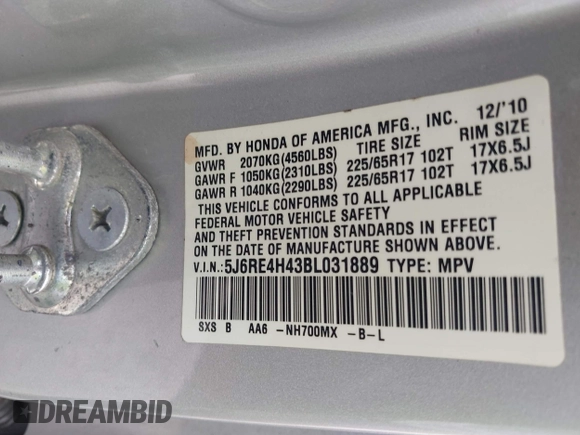 MFD. BY HONDA OF AMERICA MFG., INC. 12/'10
GVWR 2070KG(4560LBS) TIRE SIZE RIM SIZE
GAWR F 1050KG(2310LBS) 225/65R17 102T 17X6.5J
GAWR R 1040KG(2290LBS) 225/65R17 102T 17X6.5J
THIS VEHICLE CONFORMS TO ALL APPLICABLE
FEDERAL MOTOR VEHICLE SAFETY
AND THEFT PREVENTION STANDARDS IN EFFECT
ON THE DATE OF MANUFACTURE SHOWN ABOVE.
V.I.N.:5J6RE4H43BL031889 TYPE: MPV
SXS B AA6 -NH700MX -B-L
DREAMBID